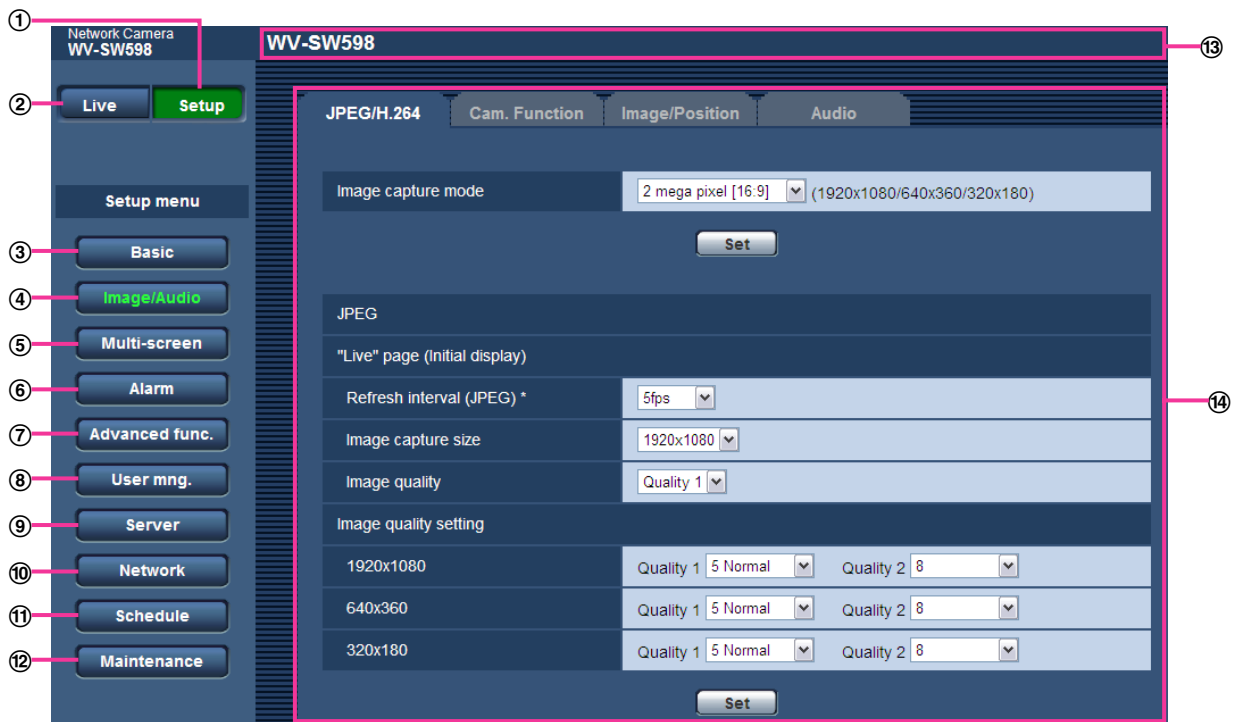 ①
Network Camera
WV-SW598
WV-SW598
⑬
② Live Setup
JPEG/H.264 Cam. Function Image/Position Audio
Setup menu
③ Basic
④ Image/Audio
⑤ Multi-screen
⑥ Alarm
⑦ Advanced func.
⑧ User mng.
⑨ Server
⑩ Network
⑪ Schedule
⑫ Maintenance
Image capture mode 2 mega pixel [16:9] (1920x1080/640x360/320x180)
Set
JPEG
"Live" page (Initial display)
Refresh interval (JPEG) * 5fps
⑭
Image capture size 1920x1080
Image quality Quality 1
Image quality setting
1920x1080 Quality 1 5 Normal Quality 2 8
640x360 Quality 1 5 Normal Quality 2 8
320x180 Quality 1 5 Normal Quality 2 8
Set